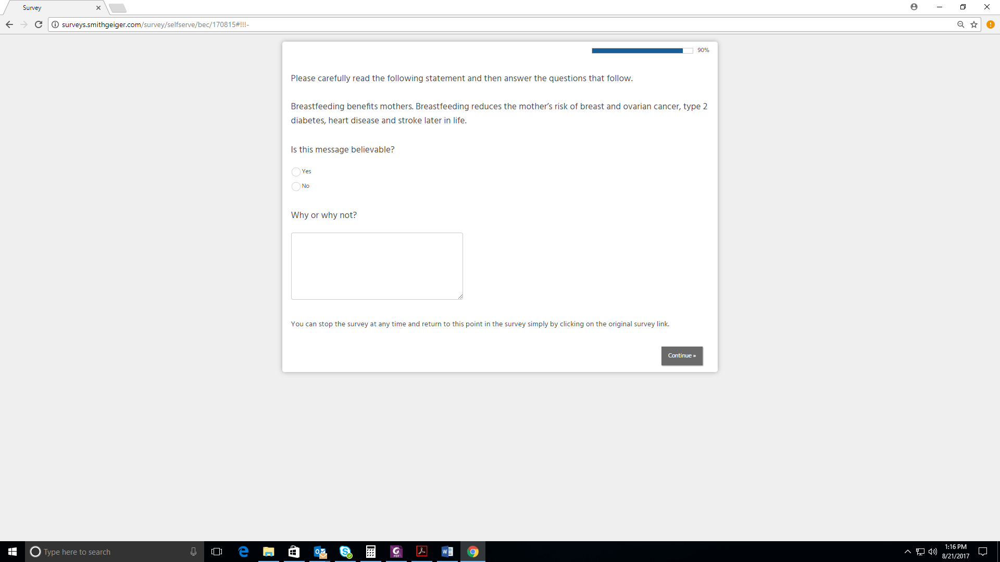 Survey
surveys.smithgeiger.com/survey/selfserve/bec/170815#!!!-
90%
Please carefully read the following statement and then answer the questions that follow.
Breastfeeding benefits mothers. Breastfeeding reduces the mother’s risk of breast and ovarian cancer, type 2
diabetes, heart disease and stroke later in life.
Is this message believable?
Yes
No
Why or why not?
You can stop the survey at any time and return to this point in the survey simply by clicking on the original survey link.
Continue »
Type here to search
1:16 PM
8/21/2017